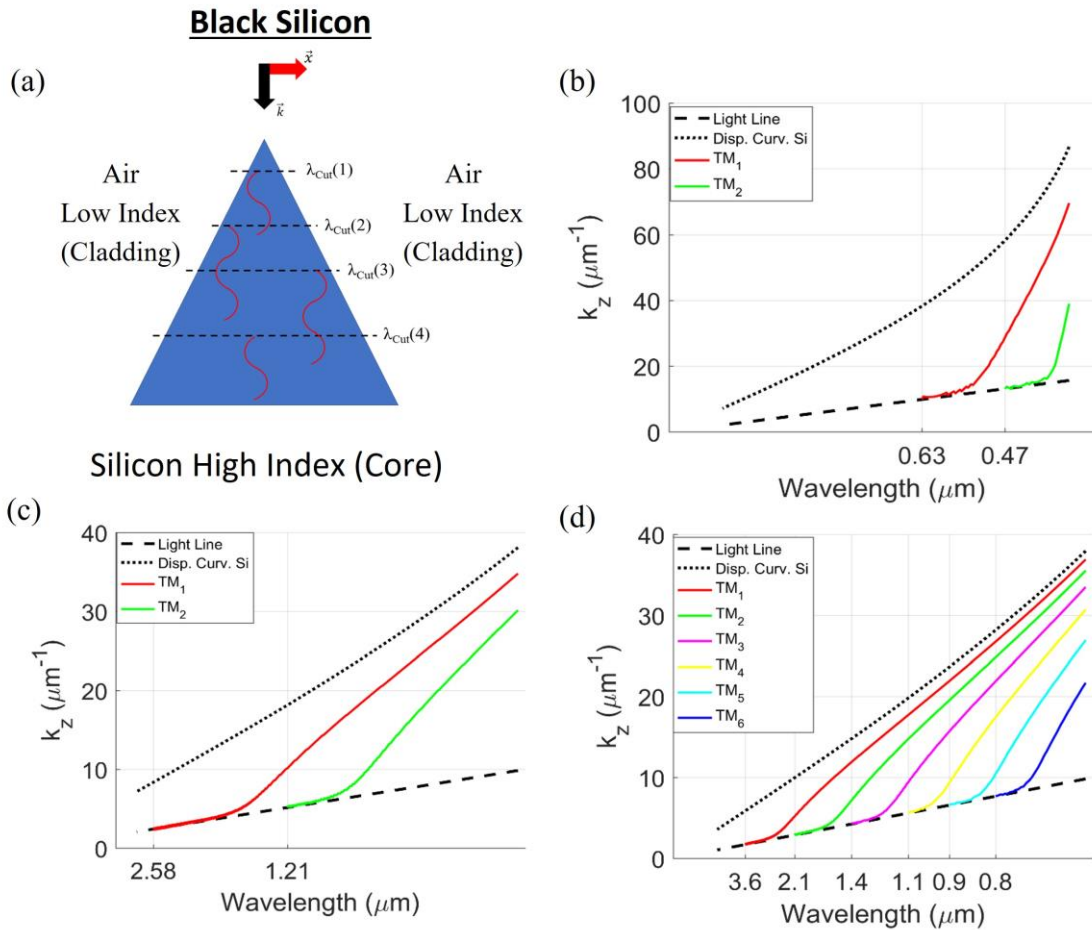 Black Silicon
(a)
x⃗
k⃗
Air
Low Index
(Cladding)
Air
Low Index
(Cladding)
λCut(1)
λCut(2)
λCut(3)
λCut(4)
Silicon High Index (Core)
(b)
Light Line
Disp. Curv. Si
TM1
TM2
100
80
60
40
20
0
kz (μm-1)
0.63 0.47
Wavelength (μm)
(c)
Light Line
Disp. Curv. Si
TM1
TM2
40
30
20
10
0
kz (μm-1)
2.58 1.21
Wavelength (μm)
(d)
Light Line
Disp. Curv. Si
TM1
TM2
TM3
TM4
TM5
TM6
40
30
20
10
0
kz (μm-1)
3.6 2.1 1.4 1.1 0.9 0.8
Wavelength (μm)